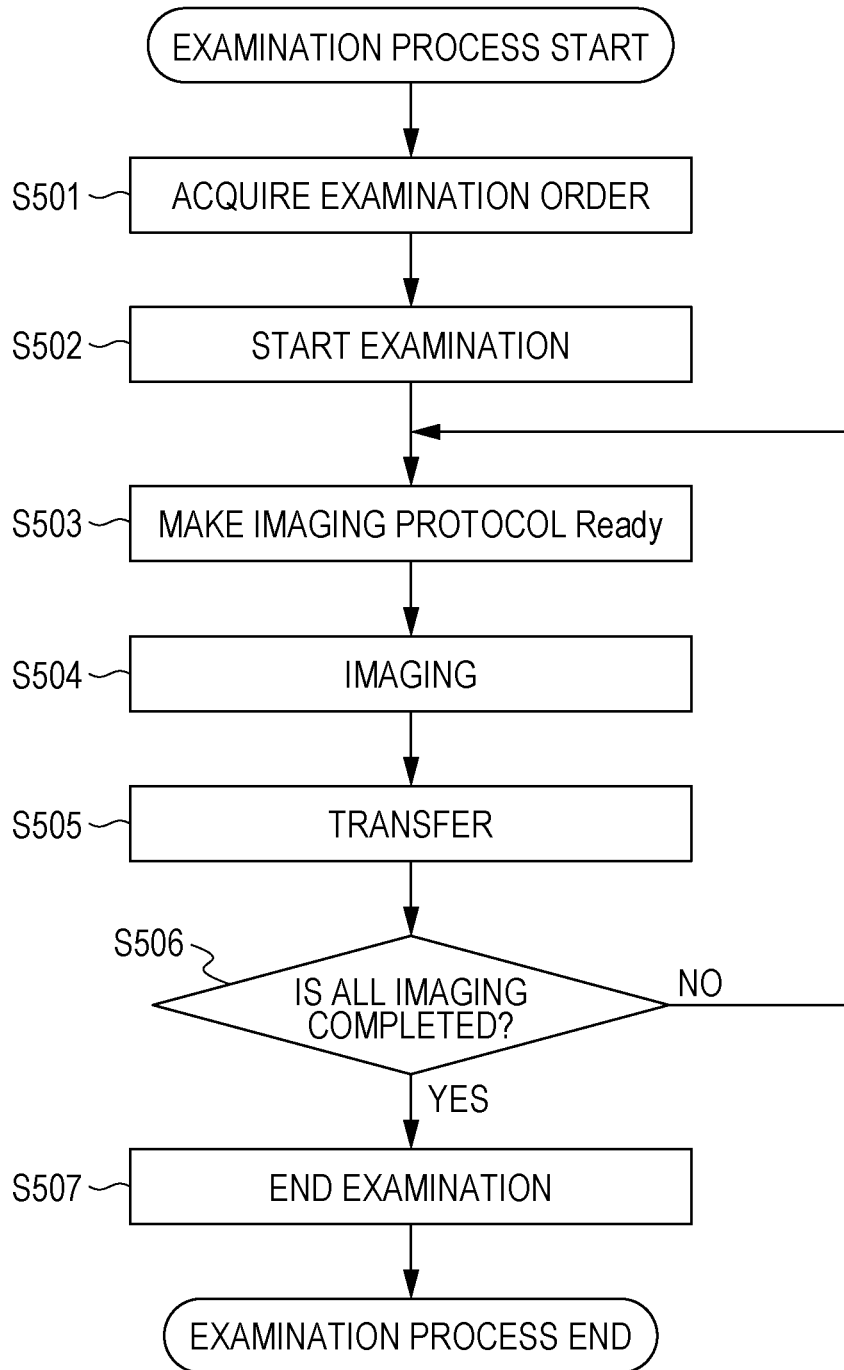 EXAMINATION PROCESS START
S501
ACQUIRE EXAMINATION ORDER
S502
START EXAMINATION
S503
MAKE IMAGING PROTOCOL Ready
S504
IMAGING
S505
TRANSFER
S506
IS ALL IMAGING
COMPLETED?
NO
YES
S507
END EXAMINATION
EXAMINATION PROCESS END